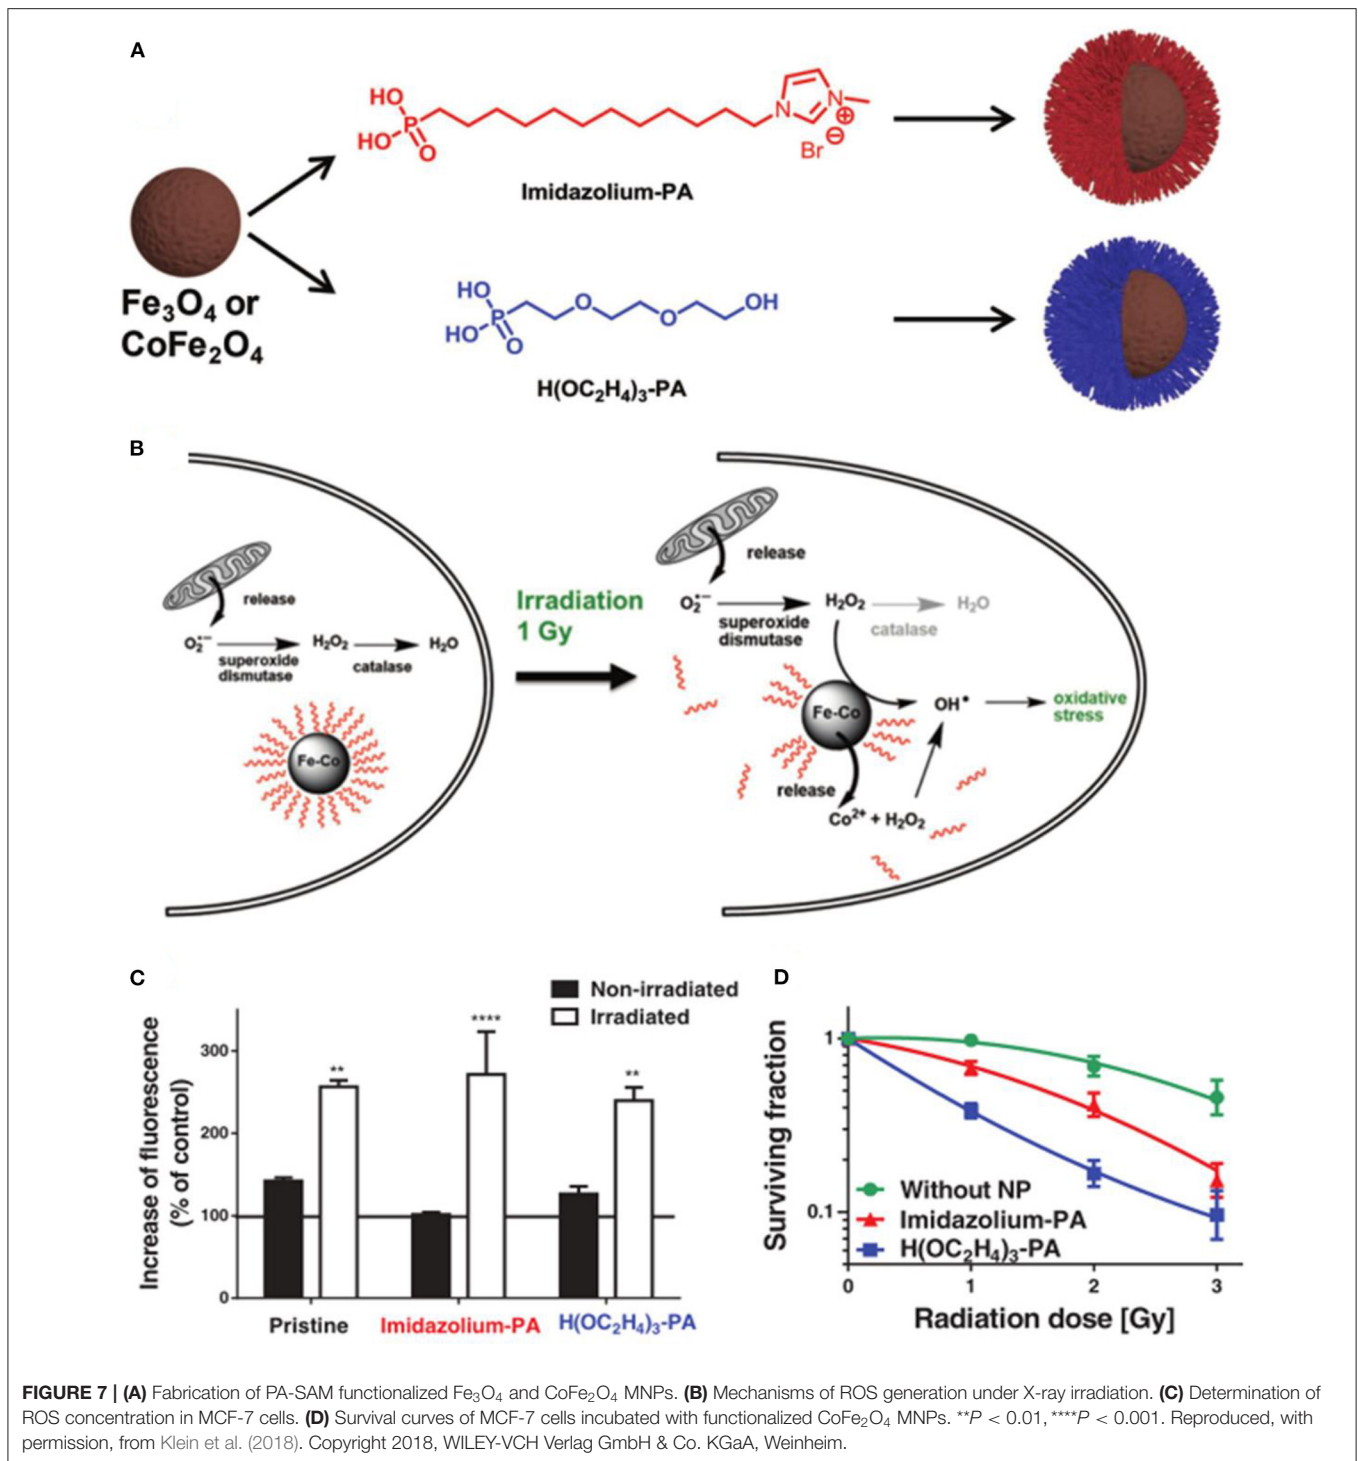 A
HO
HO
P
O
N
N
⊕
⊖
Br
Imidazolium-PA
Fe3O4 or
CoFe2O4
HO
HO
P
O
O
O
OH
H(OC2H4)3-PA
B
release
O2•− H2O2 H2O
superoxide
dismutase
catalase
Fe-Co
Irradiation
1 Gy
release
O2•− H2O2 H2O
superoxide
dismutase
catalase
Fe-Co
OH•
oxidative
stress
release
Co2+ + H2O2
C
Non-irradiated
Irradiated
Increase of fluorescence
(% of control)
300
200
100
0
**
****
**
Pristine
Imidazolium-PA
H(OC2H4)3-PA
D
Surviving fraction
1
0.1
Without NP
Imidazolium-PA
H(OC2H4)3-PA
0 1 2 3
Radiation dose [Gy]
FIGURE 7 | (A) Fabrication of PA-SAM functionalized Fe3O4 and CoFe2O4 MNPs. (B) Mechanisms of ROS generation under X-ray irradiation. (C) Determination of
ROS concentration in MCF-7 cells. (D) Survival curves of MCF-7 cells incubated with functionalized CoFe2O4 MNPs. **P < 0.01, ****P < 0.001. Reproduced, with
permission, from Klein et al. (2018). Copyright 2018, WILEY-VCH Verlag GmbH & Co. KGaA, Weinheim.